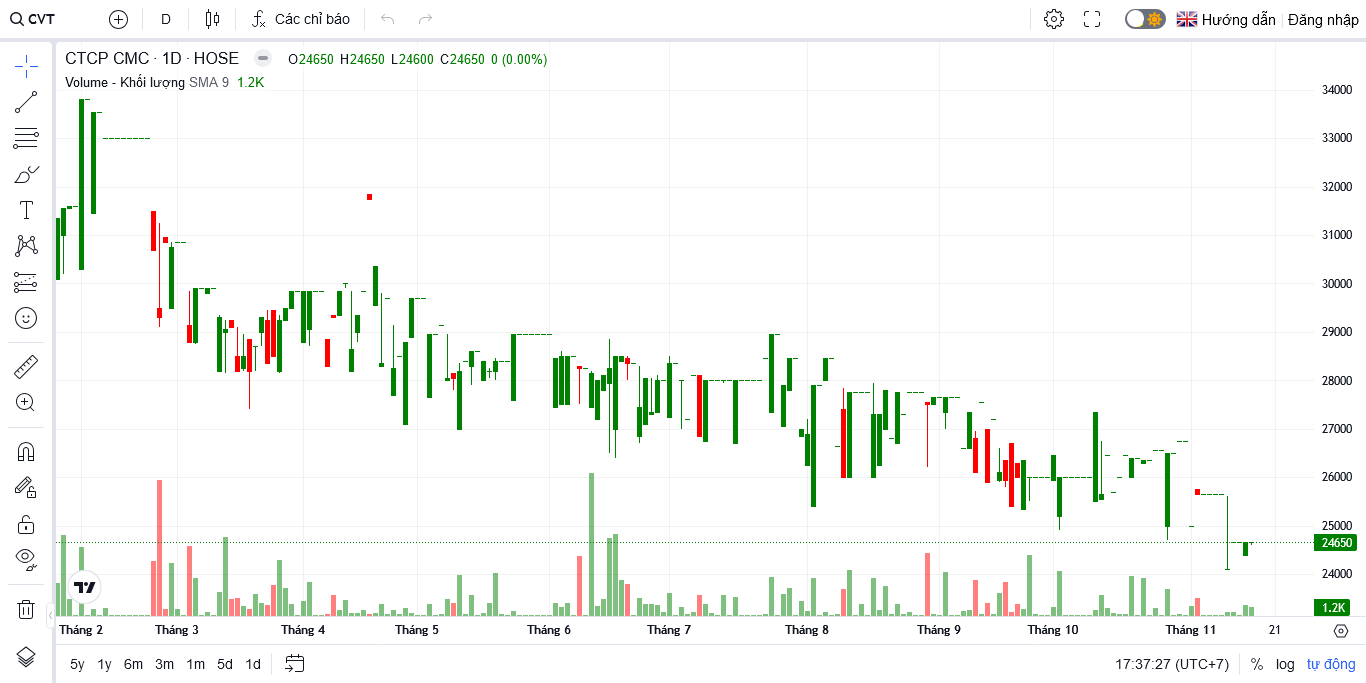 CVT D Các chỉ báo Hướng dẫn Đăng nhập
CTCP CMC · 1D · HOSE O24650 H24650 L24600 C24650 0 (0.00%)
Volume - Khối lượng SMA 9 1.2K
34000
33000
32000
31000
30000
29000
28000
27000
26000
25000
24650
24000
1.2K
Tháng 2 Tháng 3 Tháng 4 Tháng 5 Tháng 6 Tháng 7 Tháng 8 Tháng 9 Tháng 10 Tháng 11 21
5y 1y 6m 3m 1m 5d 1d 17:37:27 (UTC+7) % log tự động